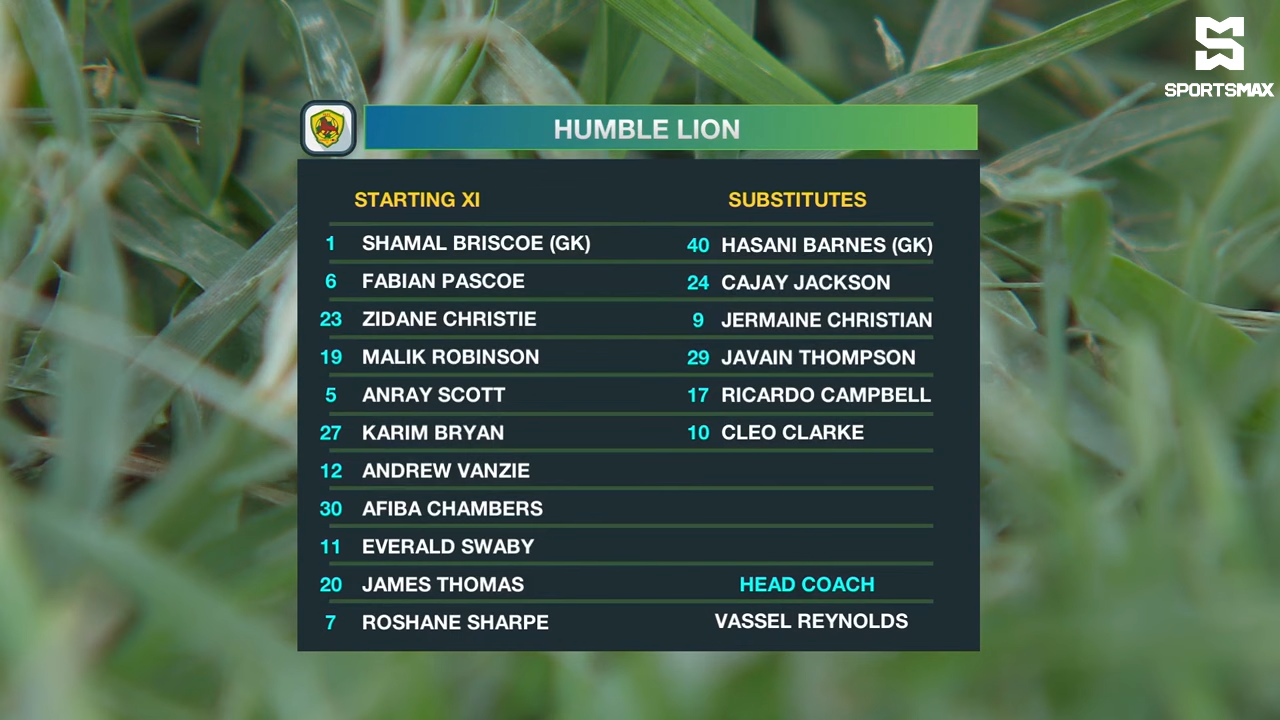 SPORTSMAX
HUMBLE LION
STARTING XI
1 SHAMAL BRISCOE (GK)
6 FABIAN PASCOE
23 ZIDANE CHRISTIE
19 MALIK ROBINSON
5 ANRAY SCOTT
27 KARIM BRYAN
12 ANDREW VANZIE
30 AFIBA CHAMBERS
11 EVERALD SWABY
20 JAMES THOMAS
7 ROSHANE SHARPE
SUBSTITUTES
40 HASANI BARNES (GK)
24 CAJAY JACKSON
9 JERMAINE CHRISTIAN
29 JAVAIN THOMPSON
17 RICARDO CAMPBELL
10 CLEO CLARKE
HEAD COACH
VASSEL REYNOLDS